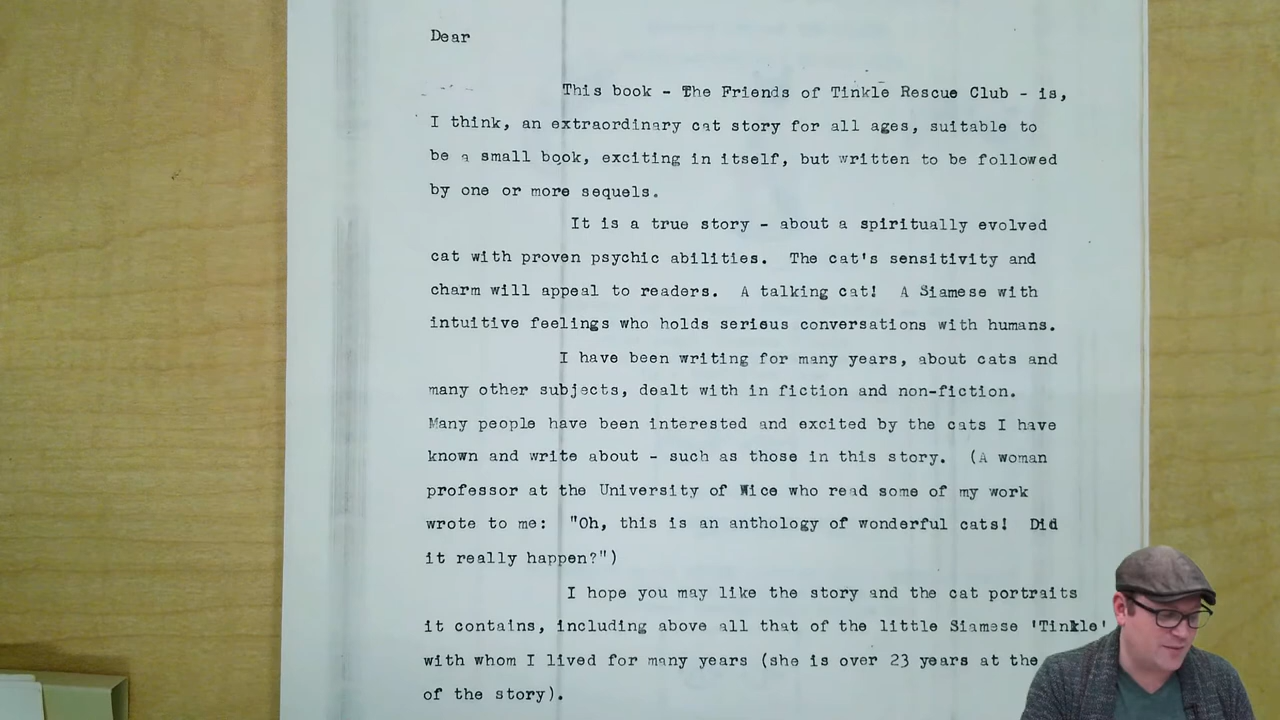 Dear
This book - The Friends of Tinkle Rescue Club - is,
I think, an extraordinary cat story for all ages, suitable to
be a small book, exciting in itself, but written to be followed
by one or more sequels.
It is a true story - about a spiritually evolved
cat with proven psychic abilities. The cat's sensitivity and
charm will appeal to readers. A talking cat! A Siamese with
intuitive feelings who holds serious conversations with humans.
I have been writing for many years, about cats and
many other subjects, dealt with in fiction and non-fiction.
Many people have been interested and excited by the cats I have
known and write about - such as those in this story. (A woman
professor at the University of Nice who read some of my work
wrote to me: "Oh, this is an anthology of wonderful cats! Did
it really happen?")
I hope you may like the story and the cat portraits
it contains, including above all that of the little Siamese 'Tinkle'
with whom I lived for many years (she is over 23 years at the
of the story).